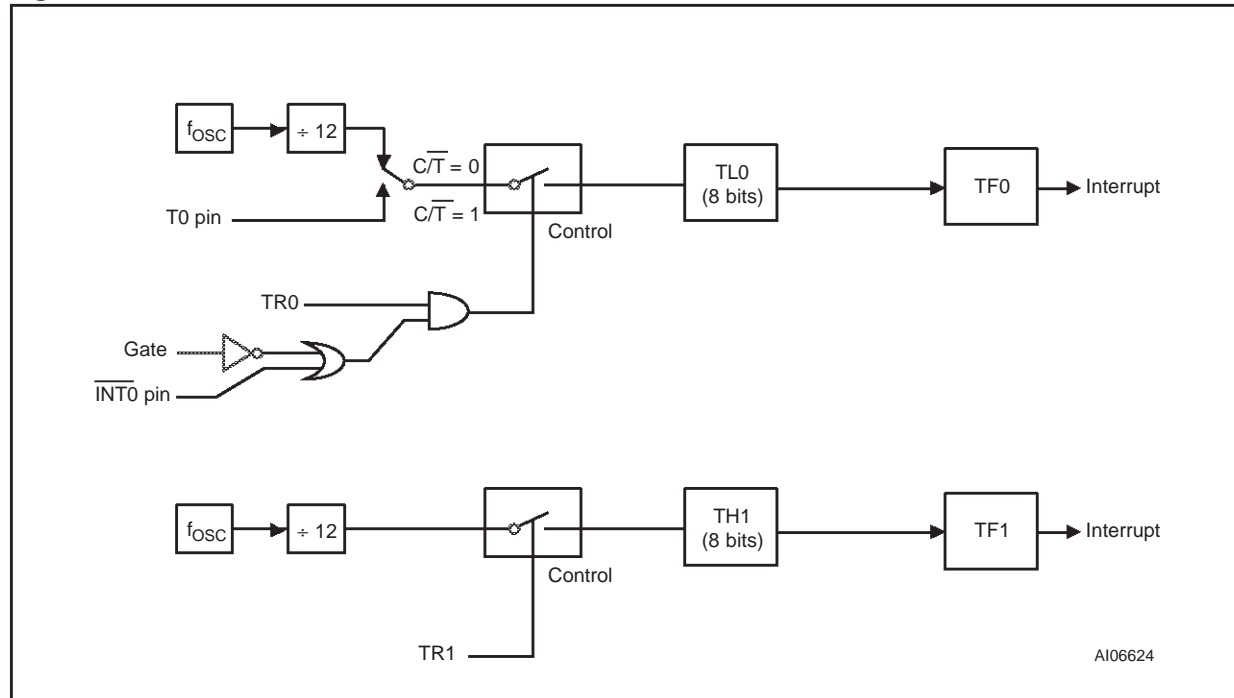 fOSC
÷ 12
C/T̅ = 0
T0 pin
C/T̅ = 1
Control
TL0
(8 bits)
TF0
Interrupt
TR0
Gate
I̅N̅T̅0̅ pin
fOSC
÷ 12
Control
TH1
(8 bits)
TF1
Interrupt
TR1
AI06624